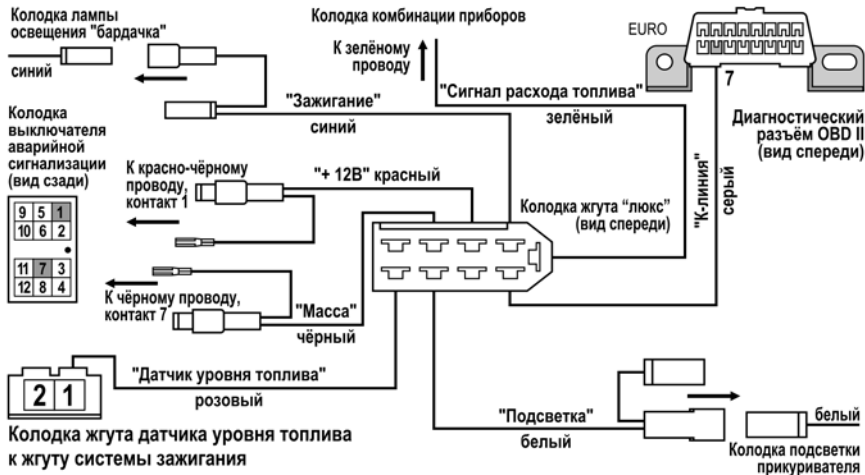 Колодка лампы
освещения "бардачка"
синий
Колодка комбинации приборов
К зелёному
проводу
EURO
7
"Сигнал расхода топлива"
зелёный
Диагностический
разъём OBD II
(вид спереди)
"Зажигание"
синий
Колодка
выключателя
аварийной
сигнализации
(вид сзади)
9 5 1
10 6 2
11 7 3
12 8 4
К красно-чёрному
проводу,
контакт 1
"+ 12В" красный
Колодка жгута “люкс”
(вид спереди)
"К-линия"
серый
К чёрному проводу,
контакт 7
"Масса"
чёрный
"Датчик уровня топлива"
розовый
2 1
Колодка жгута датчика уровня топлива
к жгуту системы зажигания
"Подсветка"
белый
белый
Колодка подсветки
прикуривателя